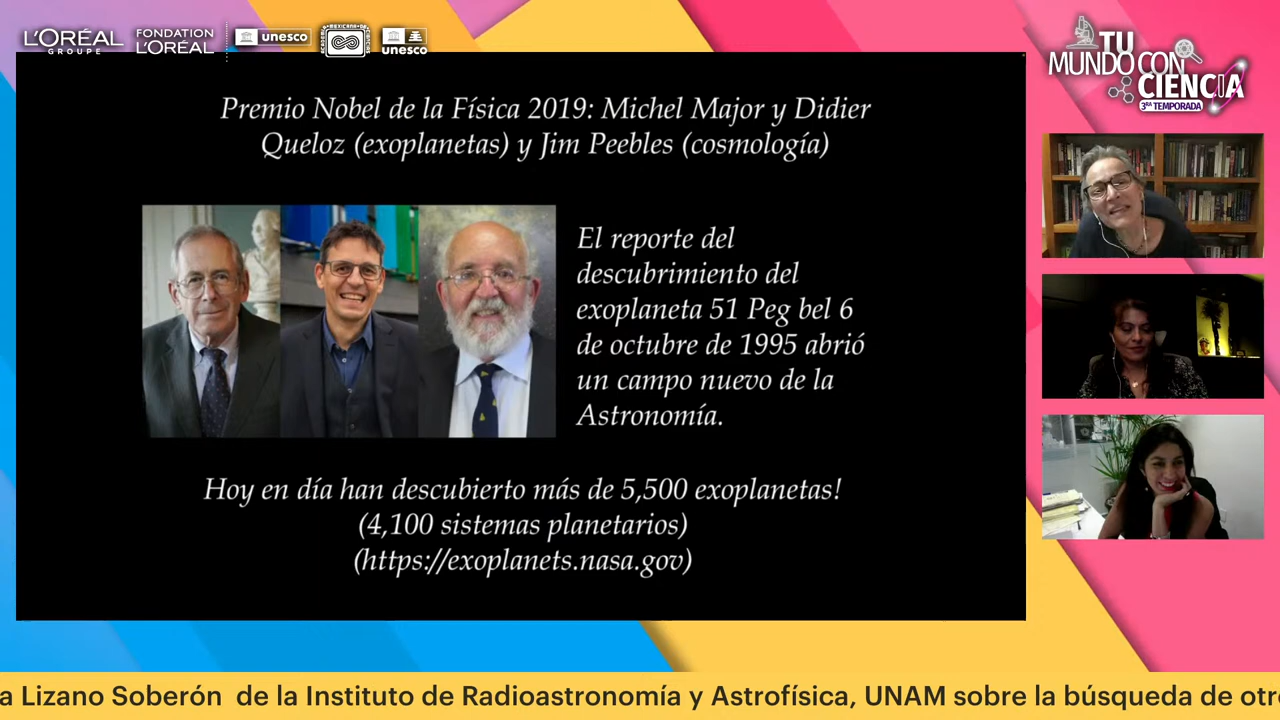 L'ORÉAL
GROUPE
FONDATION
L'ORÉAL
unesco
unesco
TU
MUNDO CON
CIENCIA
3RA TEMPORADA
Premio Nobel de la Física 2019: Michel Major y Didier
Queloz (exoplanetas) y Jim Peebles (cosmología)
El reporte del
descubrimiento del
exoplaneta 51 Peg bel 6
de octubre de 1995 abrió
un campo nuevo de la
Astronomía.
Hoy en día han descubierto más de 5,500 exoplanetas!
(4,100 sistemas planetarios)
(https://exoplanets.nasa.gov)
a Lizano Soberón de la Instituto de Radioastronomía y Astrofísica, UNAM sobre la búsqueda de otr